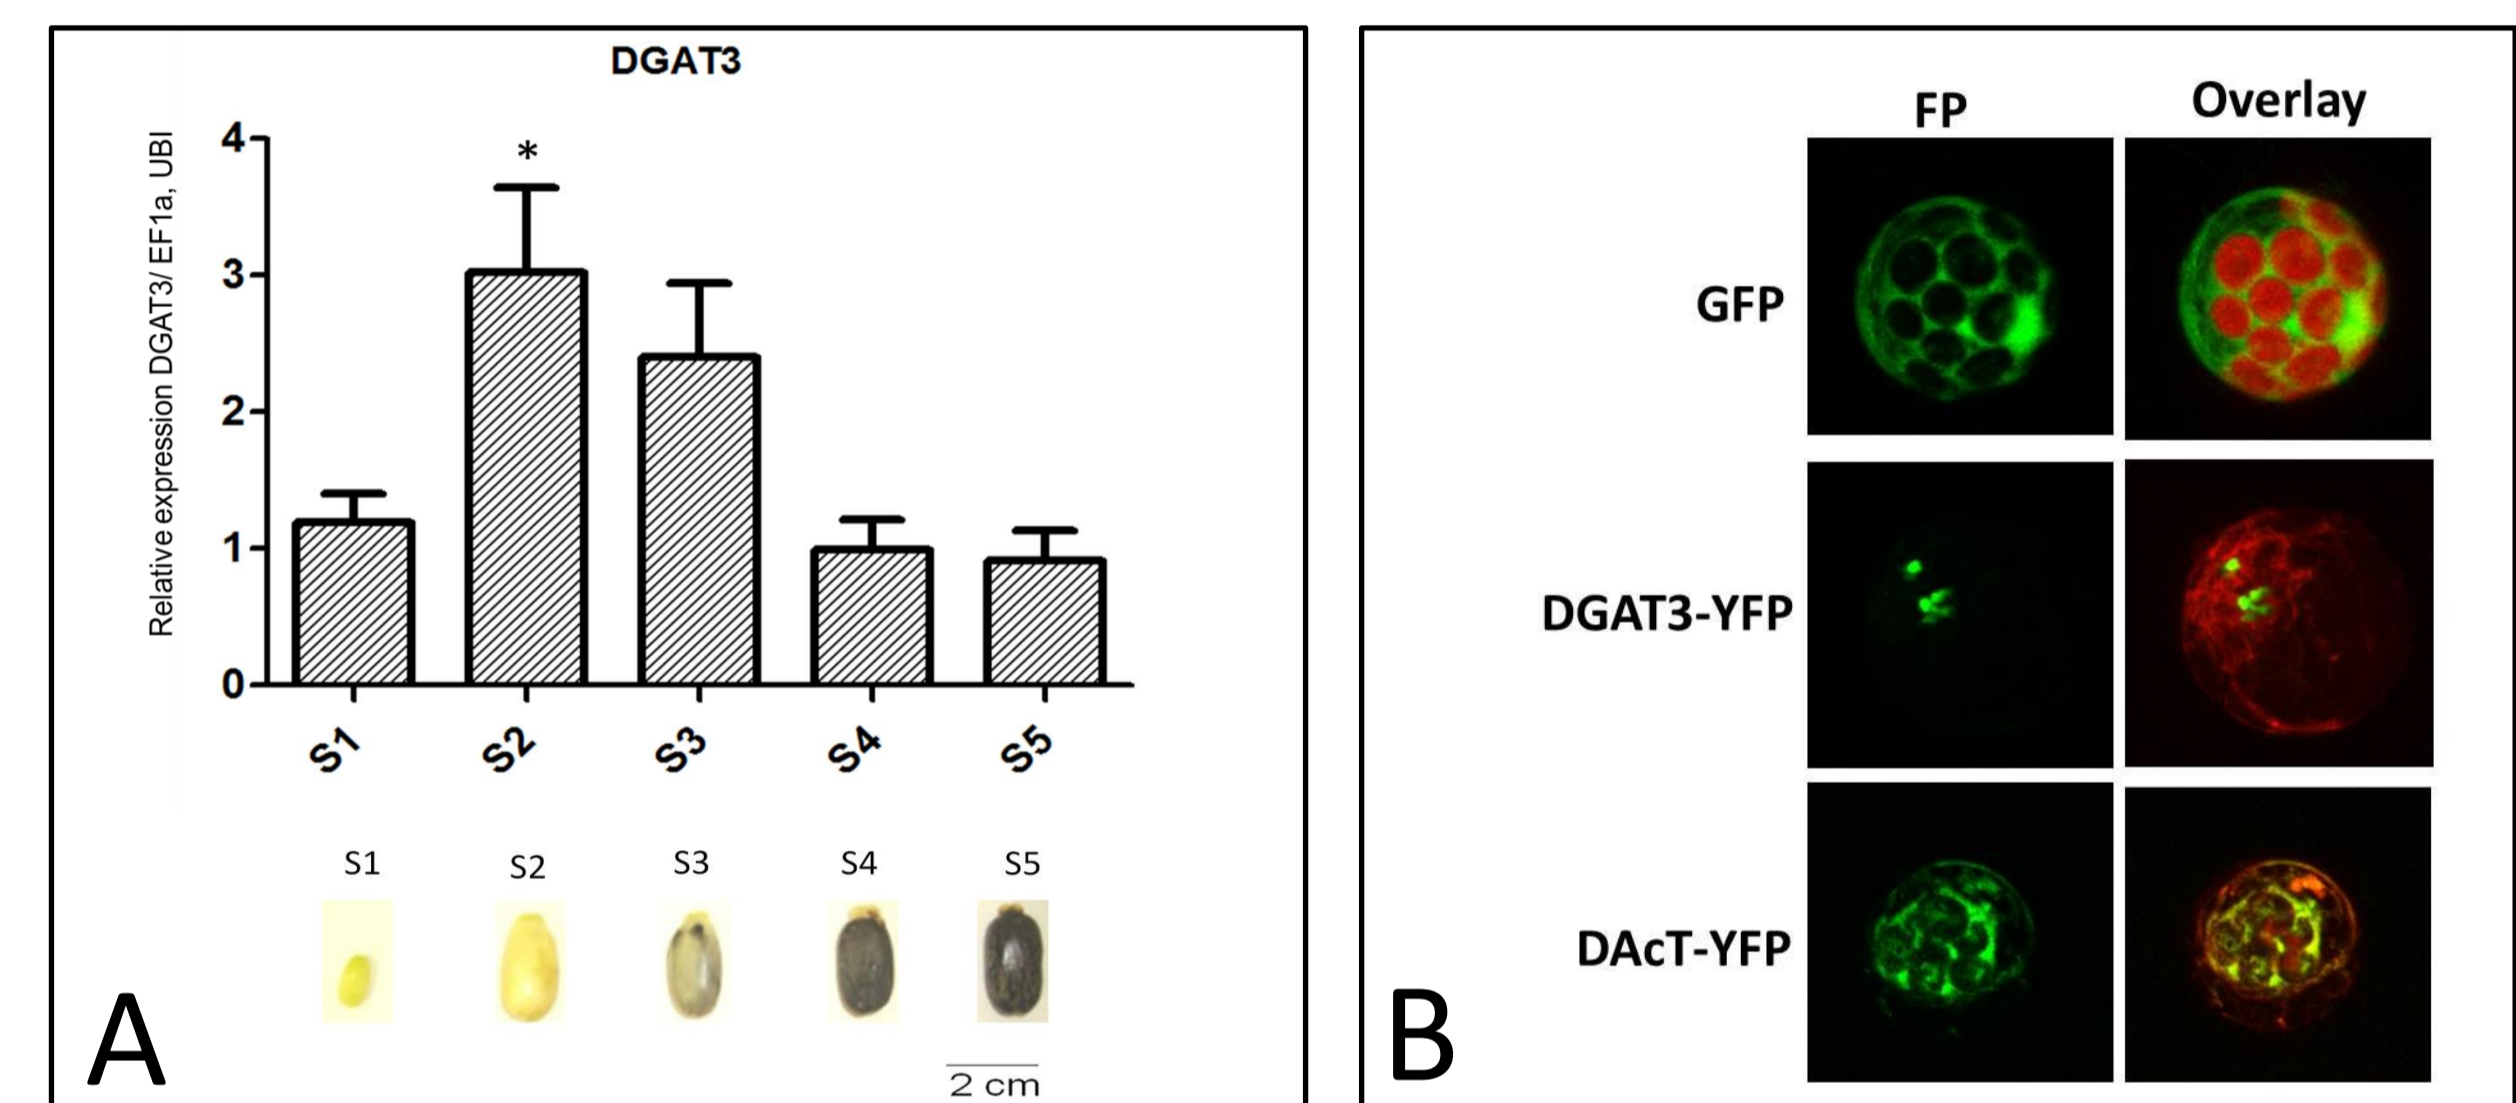 DGAT3
Relative expression DGAT3/ EF1a, UBI
4
*
3
2
1
0
S1 S2 S3 S4 S5
S1 S2 S3 S4 S5
2 cm
A
FP Overlay
GFP
DGAT3-YFP
DAcT-YFP
B